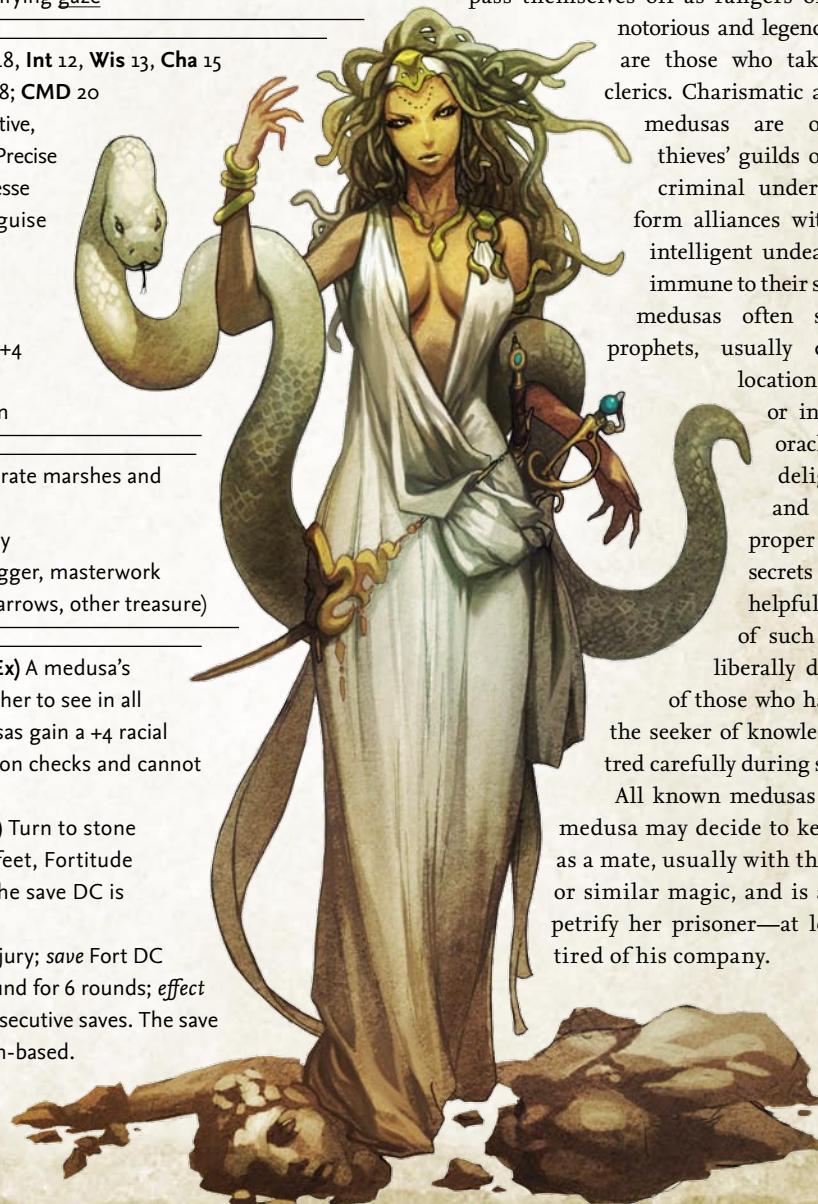 gaze
18, Int 12, Wis 13, Cha 15
8; CMD 20
Precise
+4
rate marshes and
gger, masterwork
arrows, other treasure)
Ex) A medusa's
her to see in all
sas gain a +4 racial
on checks and cannot
) Turn to stone
feet, Fortitude
he save DC is
jury; save Fort DC
und for 6 rounds; effect
secutive saves. The save
n-based.
pass themselves off as rangers or
notorious and legend
are those who tak
clerics. Charismatic a
medusas are o
thieves' guilds o
criminal under
form alliances wit
intelligent undea
immune to their s
medusas often s
prophets, usually
location
or in
orac
delig
and
proper
secrets
helpful
of such
liberally d
of those who ha
the seeker of knowle
tred carefully during s
All known medusas
medusa may decide to ke
as a mate, usually with th
or similar magic, and is a
petrify her prisoner—at l
tired of his company.